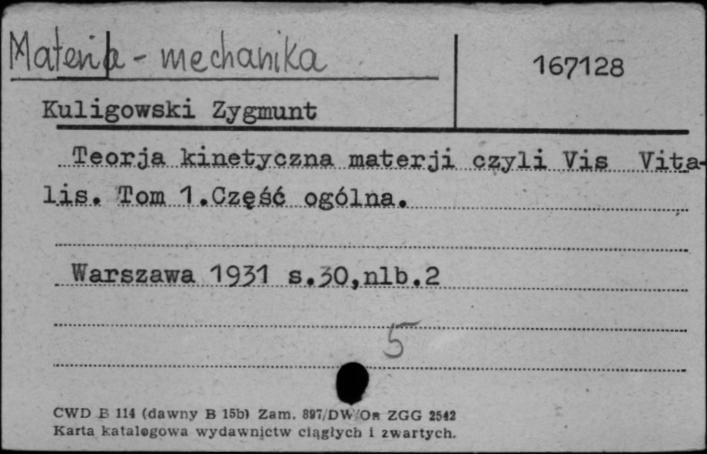 Materia - mechanika
167128
Kuligowski Zygmunt
Teorja kinetyczna materji czyli Vis Vita-
lis. Tom 1.Część ogólna.
Warszawa 1931 s.30,nlb.2
5
CWD B 114 (dawny B 15b) Zam. 897/DW/Or ZGG 2542
Karta katalogowa wydawnictw ciągłych i zwartych.